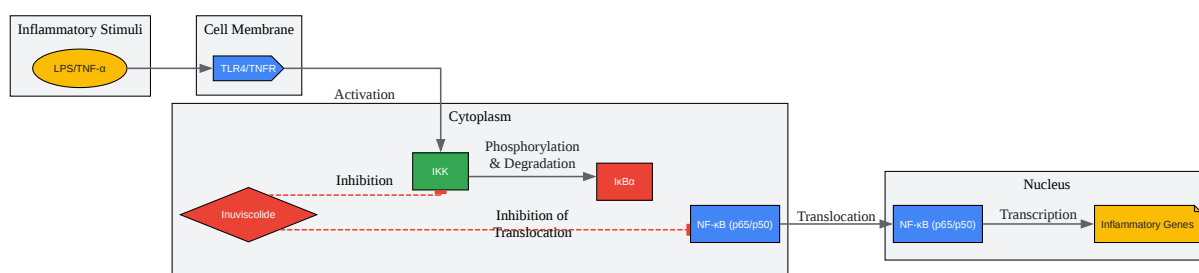 Inflammatory Stimuli
LPS/TNF-α
Cell Membrane
TLR4/TNFR
Activation
Cytoplasm
IKK
Phosphorylation
& Degradation
IκBα
Inhibition
Inuviscolide
Inhibition of
Translocation
NF-κB (p65/p50)
Translocation
Nucleus
NF-κB (p65/p50)
Transcription
Inflammatory Genes